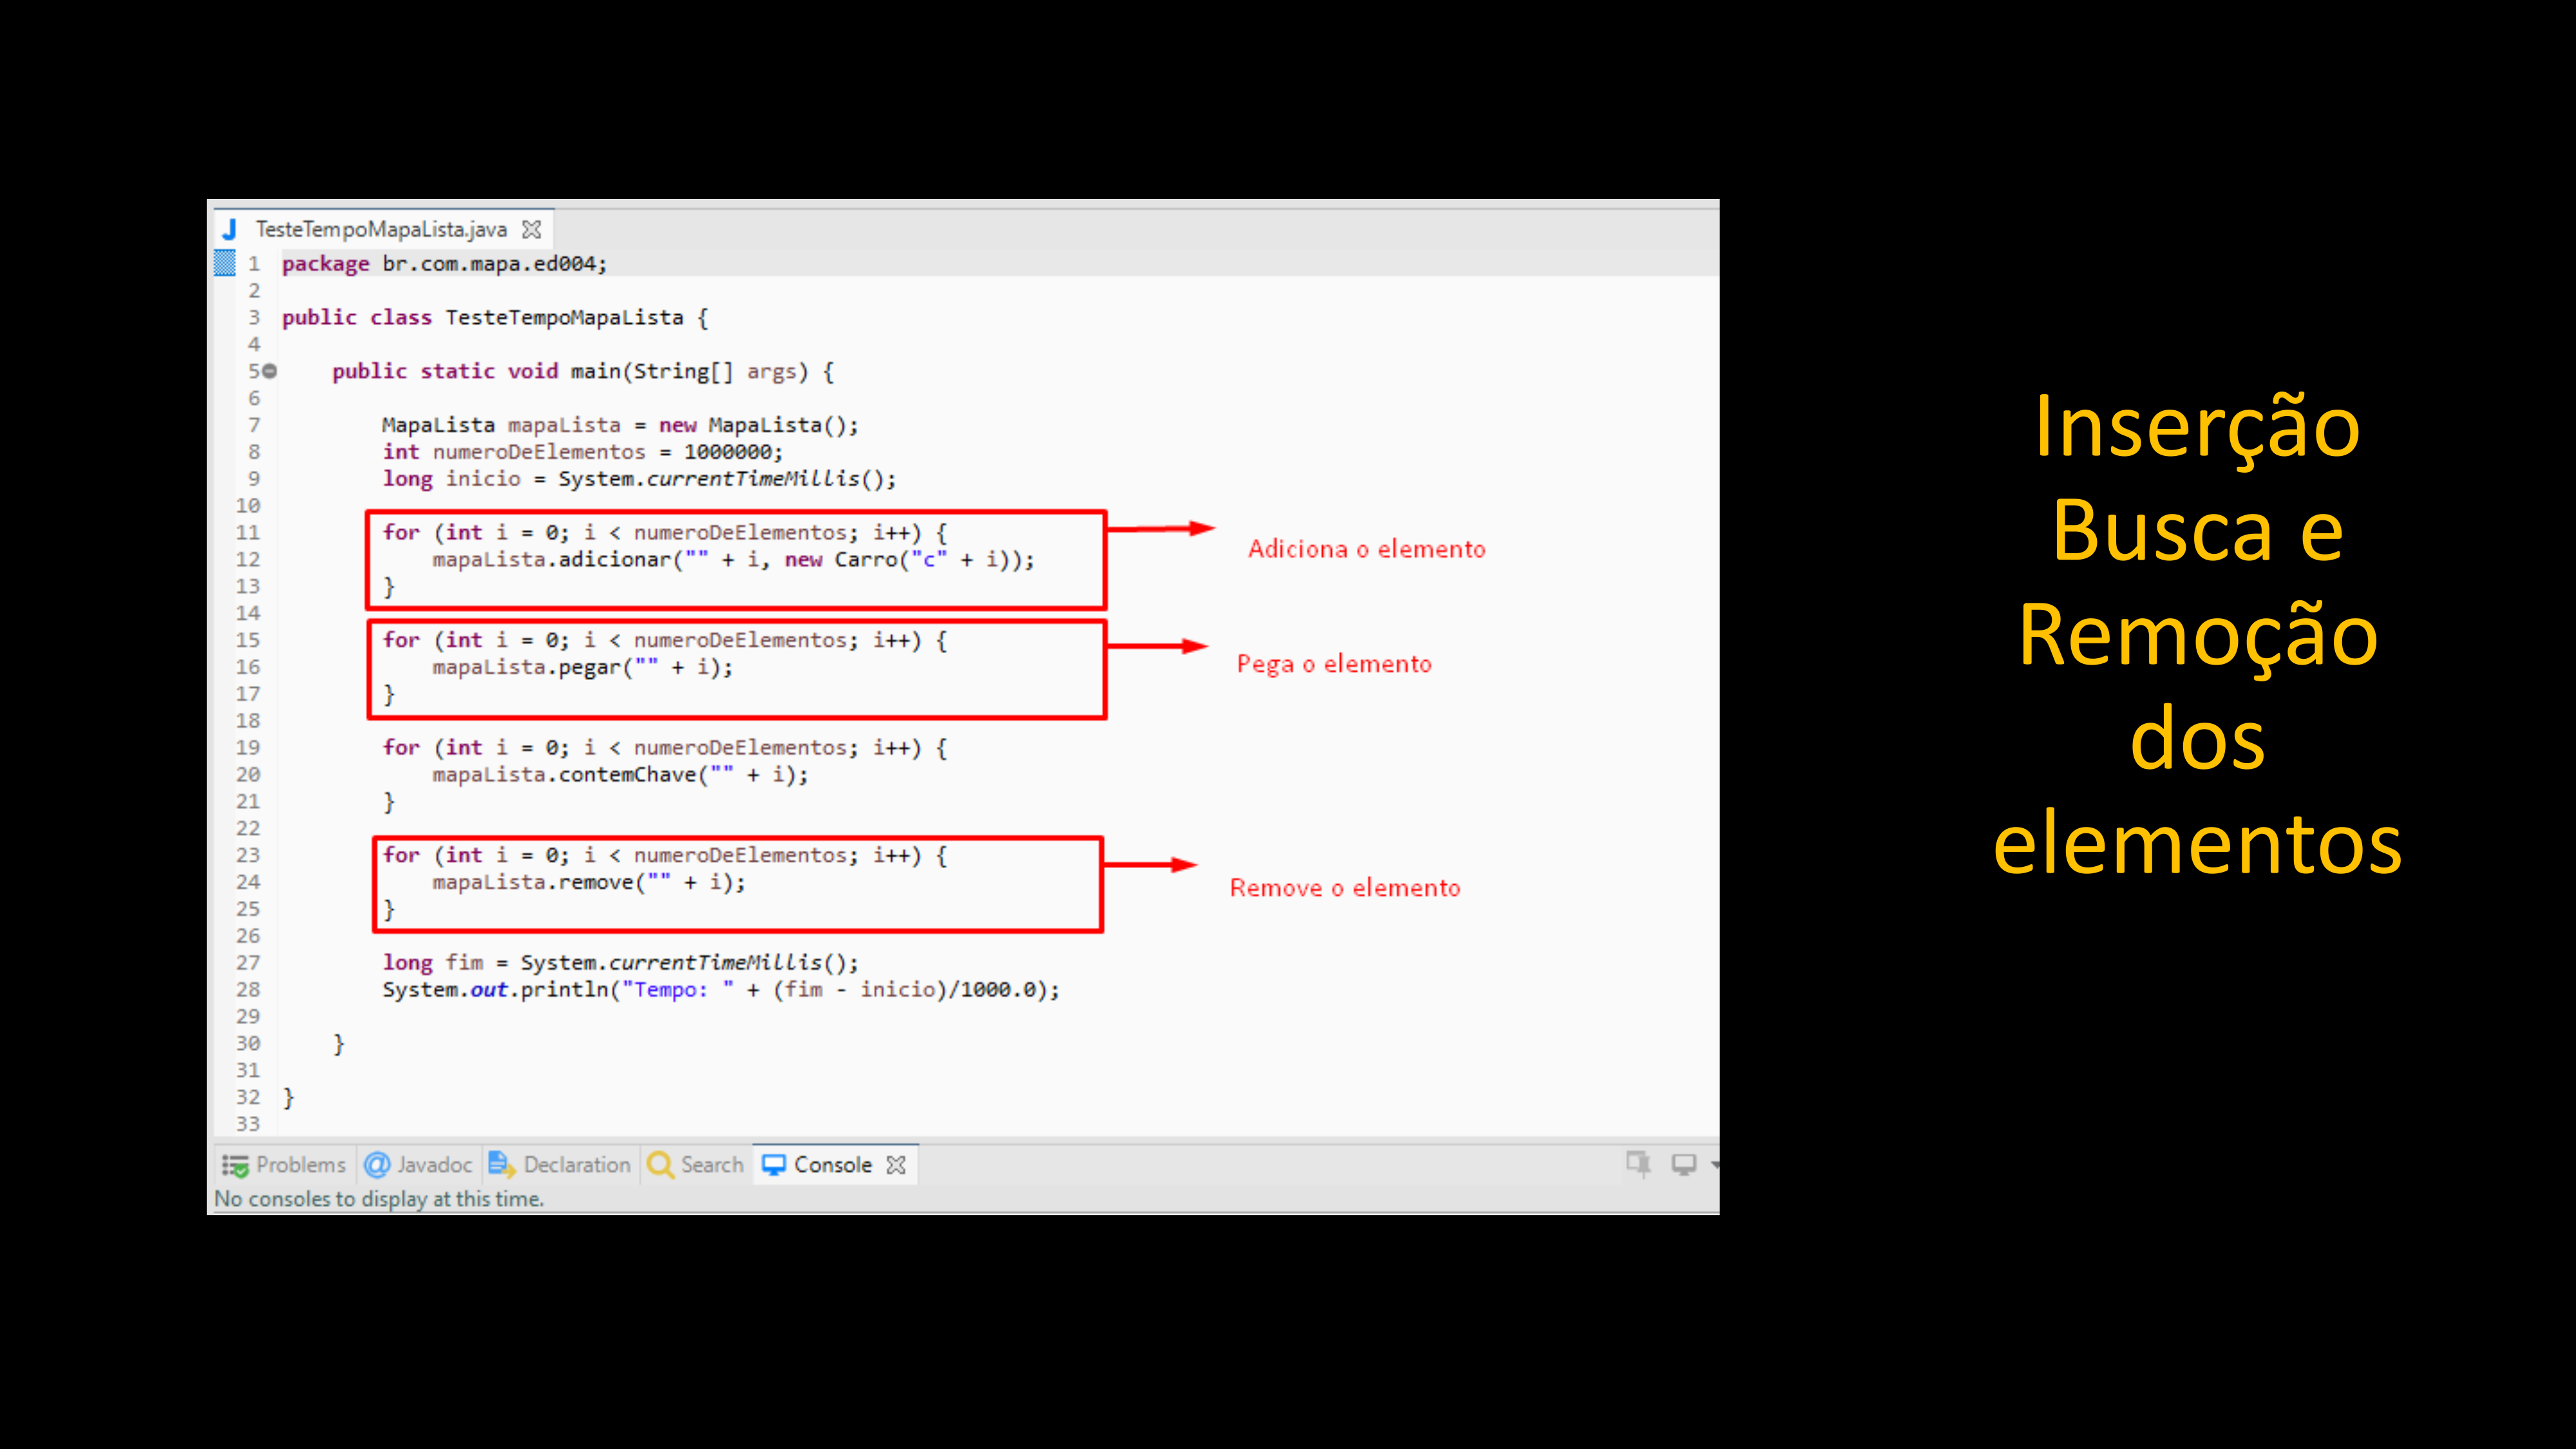 TesteTempoMapaLista.java
1 package br.com.mapa.ed004;
2
3 public class TesteTempoMapaLista {
4
5 public static void main(String[] args) {
6
7 MapaLista mapaLista = new MapaLista();
8 int numeroDeElementos = 1000000;
9 long inicio = System.currentTimeMillis();
10
11 for (int i = 0; i < numeroDeElementos; i++) {
12 mapaLista.adicionar("" + i, new Carro("c" + i));
13 }
Adiciona o elemento
14
15 for (int i = 0; i < numeroDeElementos; i++) {
16 mapaLista.pegar("" + i);
17 }
Pega o elemento
18
19 for (int i = 0; i < numeroDeElementos; i++) {
20 mapaLista.contemChave("" + i);
21 }
22
23 for (int i = 0; i < numeroDeElementos; i++) {
24 mapaLista.remove("" + i);
25 }
Remove o elemento
26
27 long fim = System.currentTimeMillis();
28 System.out.println("Tempo: " + (fim - inicio)/1000.0);
29
30 }
31
32 }
33
Problems @ Javadoc Declaration Search Console
No consoles to display at this time.
Inserção
Busca e
Remoção
dos
elementos